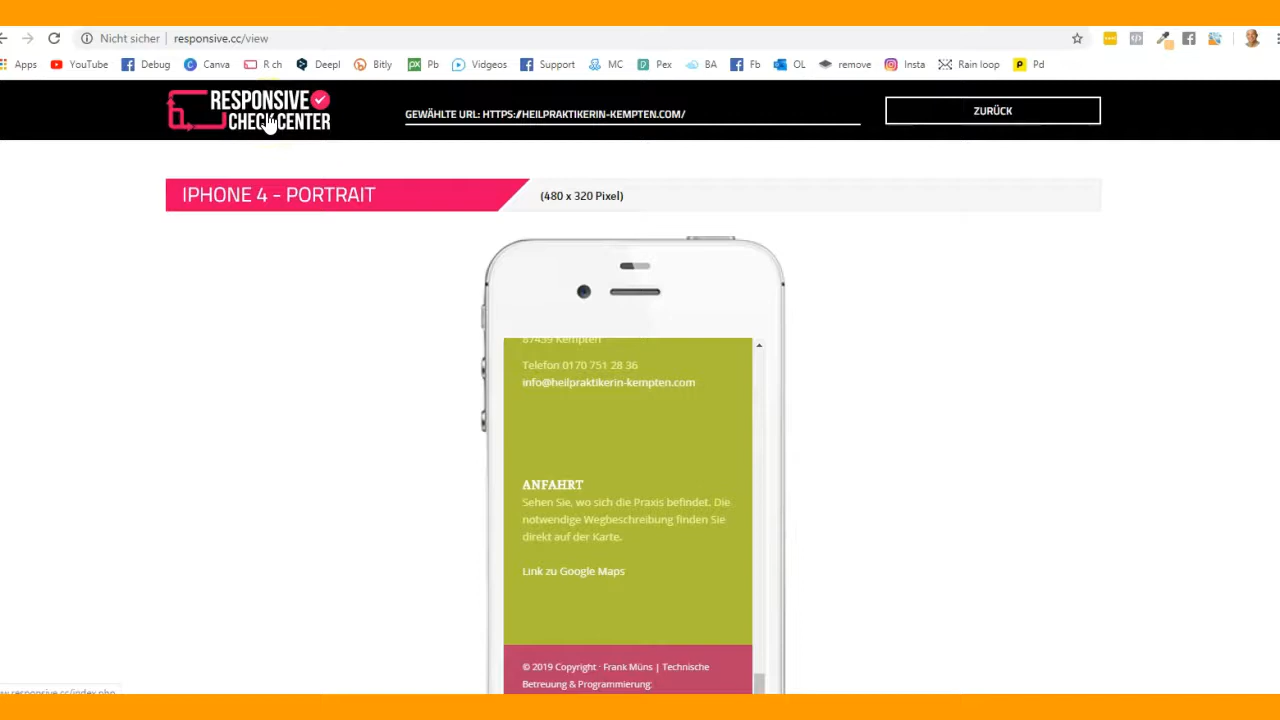 Nicht sicher | responsive.cc/view
Apps YouTube Debug Canva R ch Deepl Bitly Pb Vidgeos Support MC Pex BA Fb OL remove Insta Rain loop Pd
RESPONSIVE
CHECKCENTER
GEWÄHLTE URL: HTTPS://HEILPRAKTIKERIN-KEMPTEN.COM/
ZURÜCK
IPHONE 4 - PORTRAIT
(480 x 320 Pixel)
87439 Kempten
Telefon 0170 751 28 36
info@heilpraktikerin-kempten.com
ANFAHRT
Sehen Sie, wo sich die Praxis befindet. Die
notwendige Wegbeschreibung finden Sie
direkt auf der Karte.
Link zu Google Maps
© 2019 Copyright · Frank Müns | Technische
Betreuung & Programmierung: